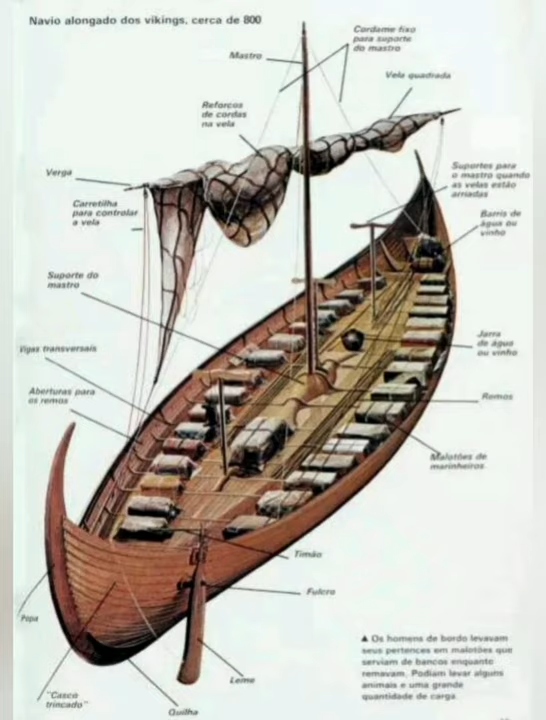 Navio alongado dos vikings, cerca de 800
Cordame fixo
para suporte
do mastro
Mastro
Vela quadrada
Reforços
de cordas
na vela
Verga
Suportes para
o mastro quando
as velas estão
arriadas
Carretilha
para controlar
a vela
Barris de
água ou
vinho
Suporte do
mastro
Jarra
de água
ou vinho
Vigas transversais
Aberturas para
os remos
Remos
Malotões de
marinheiros
Timão
Fulcro
Popa
Leme
"Casco
trincado"
Quilha
▲ Os homens de bordo levavam
seus pertences em malotões que
serviam de bancos enquanto
remavam. Podiam levar alguns
animais e uma grande
quantidade de carga.